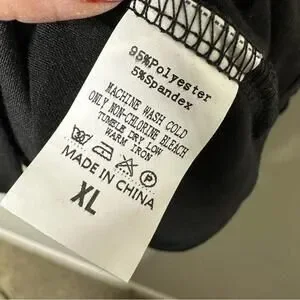 95%Polyester
5%Spandex
MACHINE WASH COLD
ONLY NON-CHLORINE BLEACH
TUMBLE DRY LOW
WARM IRON
P
MADE IN CHINA
XL